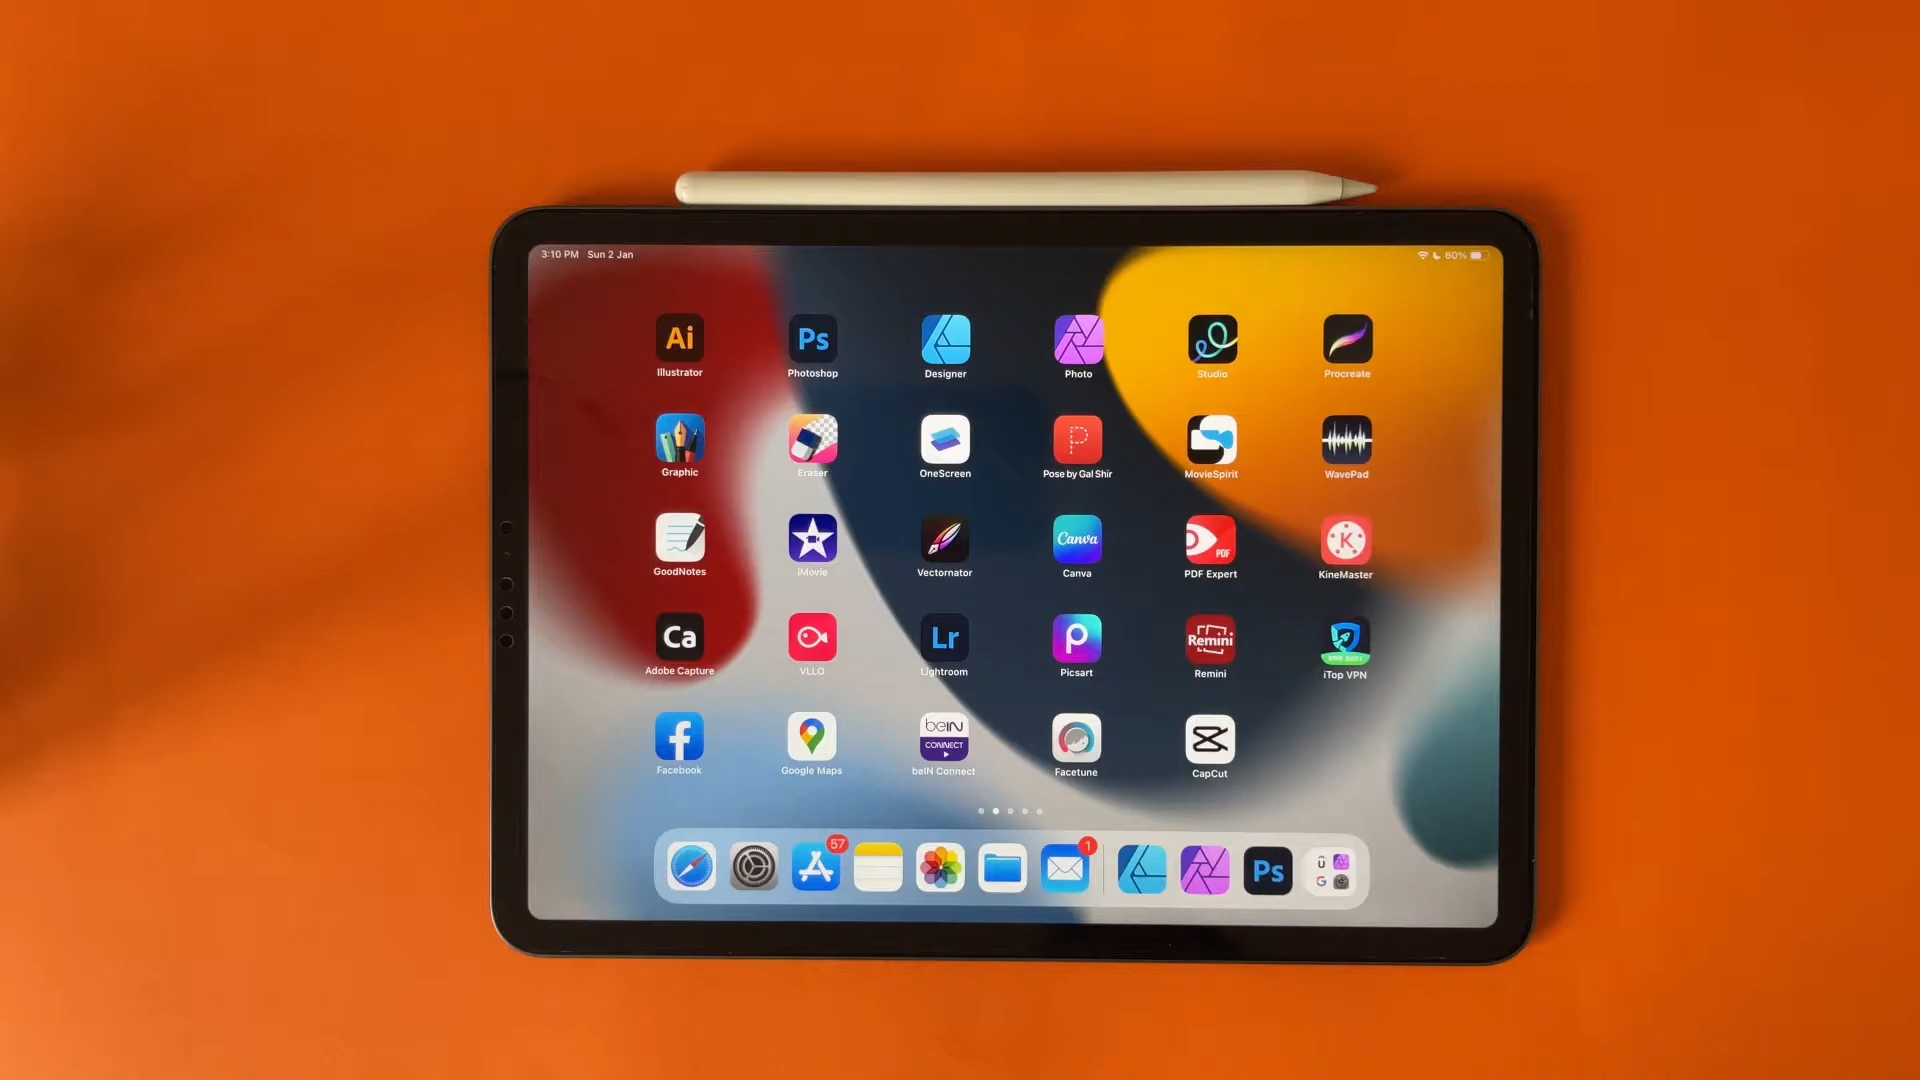 3:10 PM Sun 2 Jan
60%
Ai
Ps
Illustrator
Photoshop
Designer
Photo
Studio
Procreate
P
Graphic
Eraser
OneScreen
Pose by Gal Shir
MovieSpirit
WavePad
Canva
PDF
K
GoodNotes
iMovie
Vectornator
Canva
PDF Expert
KineMaster
Ca
Lr
P
Remini
Adobe Capture
VLLO
Lightroom
Picsart
Remini
iTop VPN
f
beIN
CONNECT
Facebook
Google Maps
beIN Connect
Facetune
CapCut
57
1
Ps
U
G